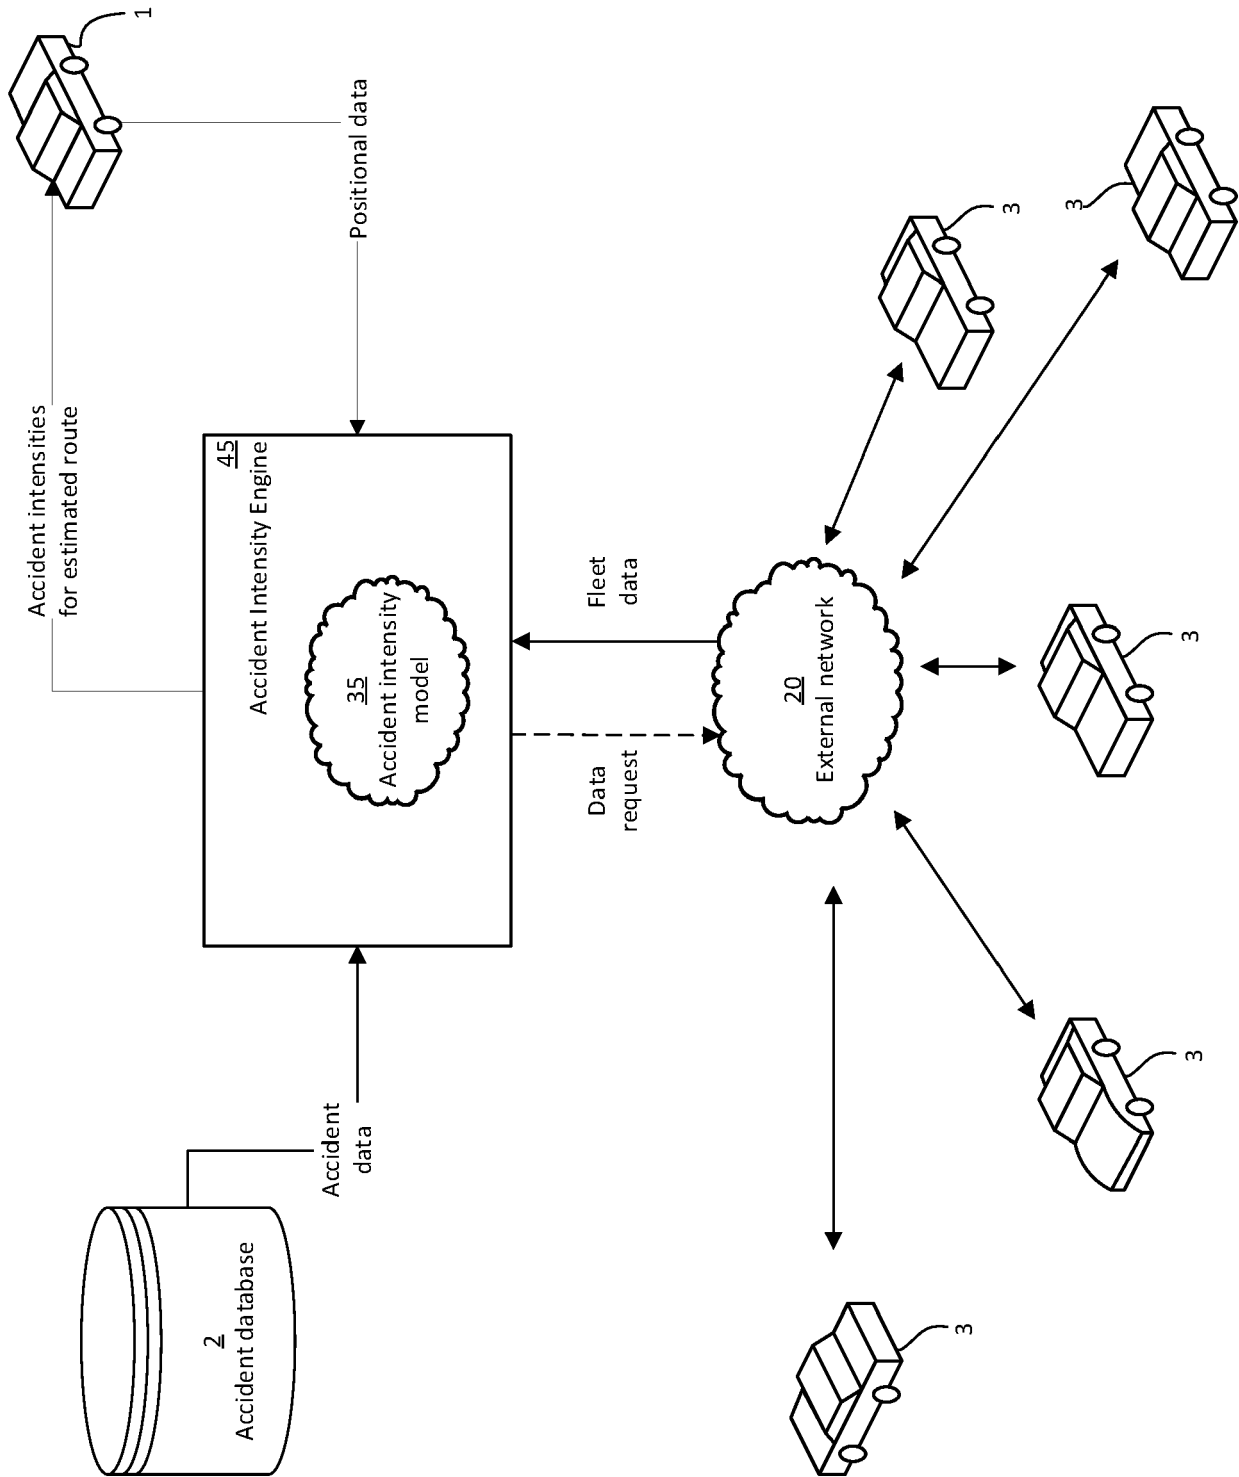 1
Accident intensities
for estimated route
Positional data
45
Accident Intensity Engine
35
Accident intensity
model
Accident
data
2
Accident database
Data
request
Fleet
data
20
External network
3
3
3
3
3